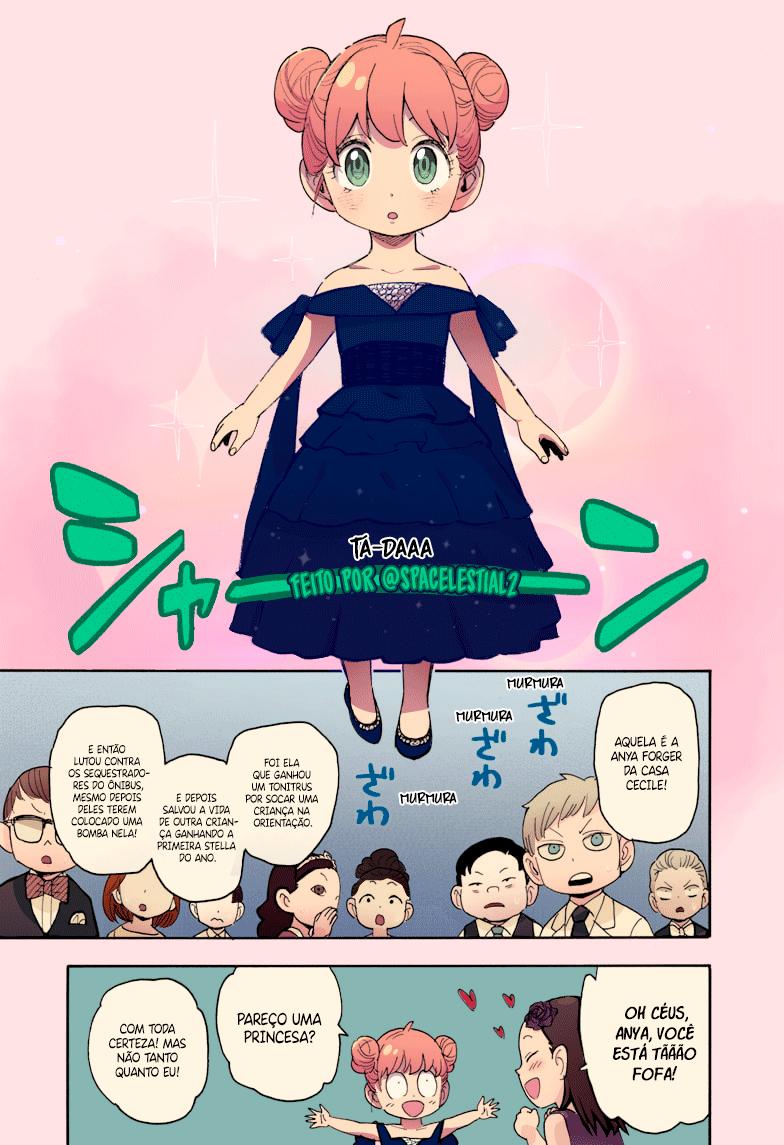 シャーン
TÁ-DAAA
FEITO POR @SPACELESTIAL2
MURMURA
ざわ
MURMURA
ざわ
MURMURA
ざわ
AQUELA É A
ANYA FORGER
DA CASA
CECILE!
FOI ELA
QUE GANHOU
UM TONITRUS
POR SOCAR UMA
CRIANÇA NA
ORIENTAÇÃO.
E DEPOIS
SALVOU A VIDA
DE OUTRA CRIAN-
ÇA GANHANDO A
PRIMEIRA STELLA
DO ANO.
E ENTÃO
LUTOU CONTRA
OS SEQUESTRADO-
RES DO ÔNIBUS,
MESMO DEPOIS
DELES TEREM
COLOCADO UMA
BOMBA NELA!
OH CÉUS,
ANYA, VOCÊ
ESTÁ TÃÃÃO
FOFA!
PAREÇO UMA
PRINCESA?
COM TODA
CERTEZA! MAS
NÃO TANTO
QUANTO EU!